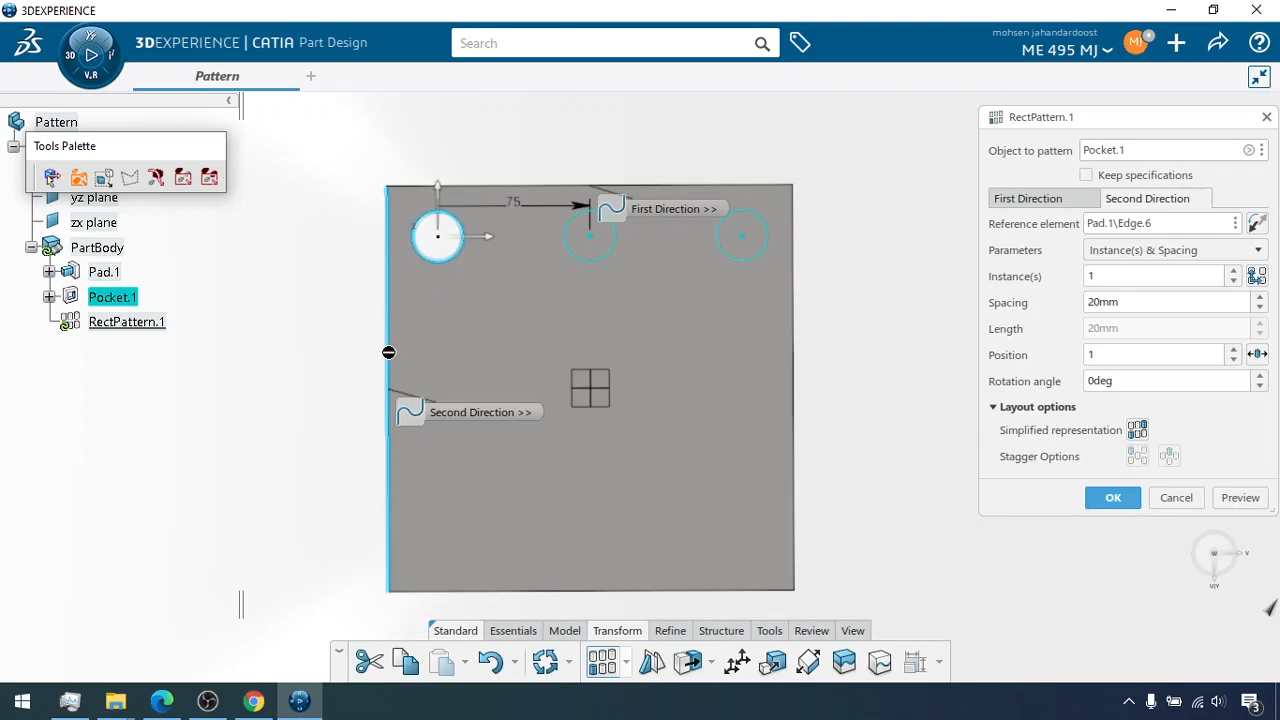 3DEXPERIENCE
3DEXPERIENCE | CATIA Part Design
Search
mohsen jahandardoost
ME 495 MJ
MJ
3D
V.R
Pattern
Pattern
Tools Palette
yz plane
zx plane
PartBody
Pad.1
Pocket.1
RectPattern.1
75
First Direction >>
Second Direction >>
RectPattern.1
Object to pattern
Pocket.1
Keep specifications
First Direction
Second Direction
Reference element
Pad.1\Edge.6
Parameters
Instance(s) & Spacing
Instance(s)
1
Spacing
20mm
Length
20mm
Position
1
Rotation angle
0deg
Layout options
Simplified representation
Stagger Options
OK
Cancel
Preview
W
V
Standard
Essentials
Model
Transform
Refine
Structure
Tools
Review
View
3